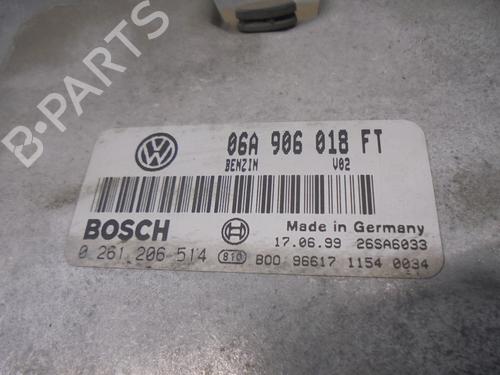 06A 906 018 FT
BENZIN V02
BOSCH
Made in Germany
17.06.99 26SA6033
0 261 206 514 810 B00 96617 1154 0034
B-PARTS